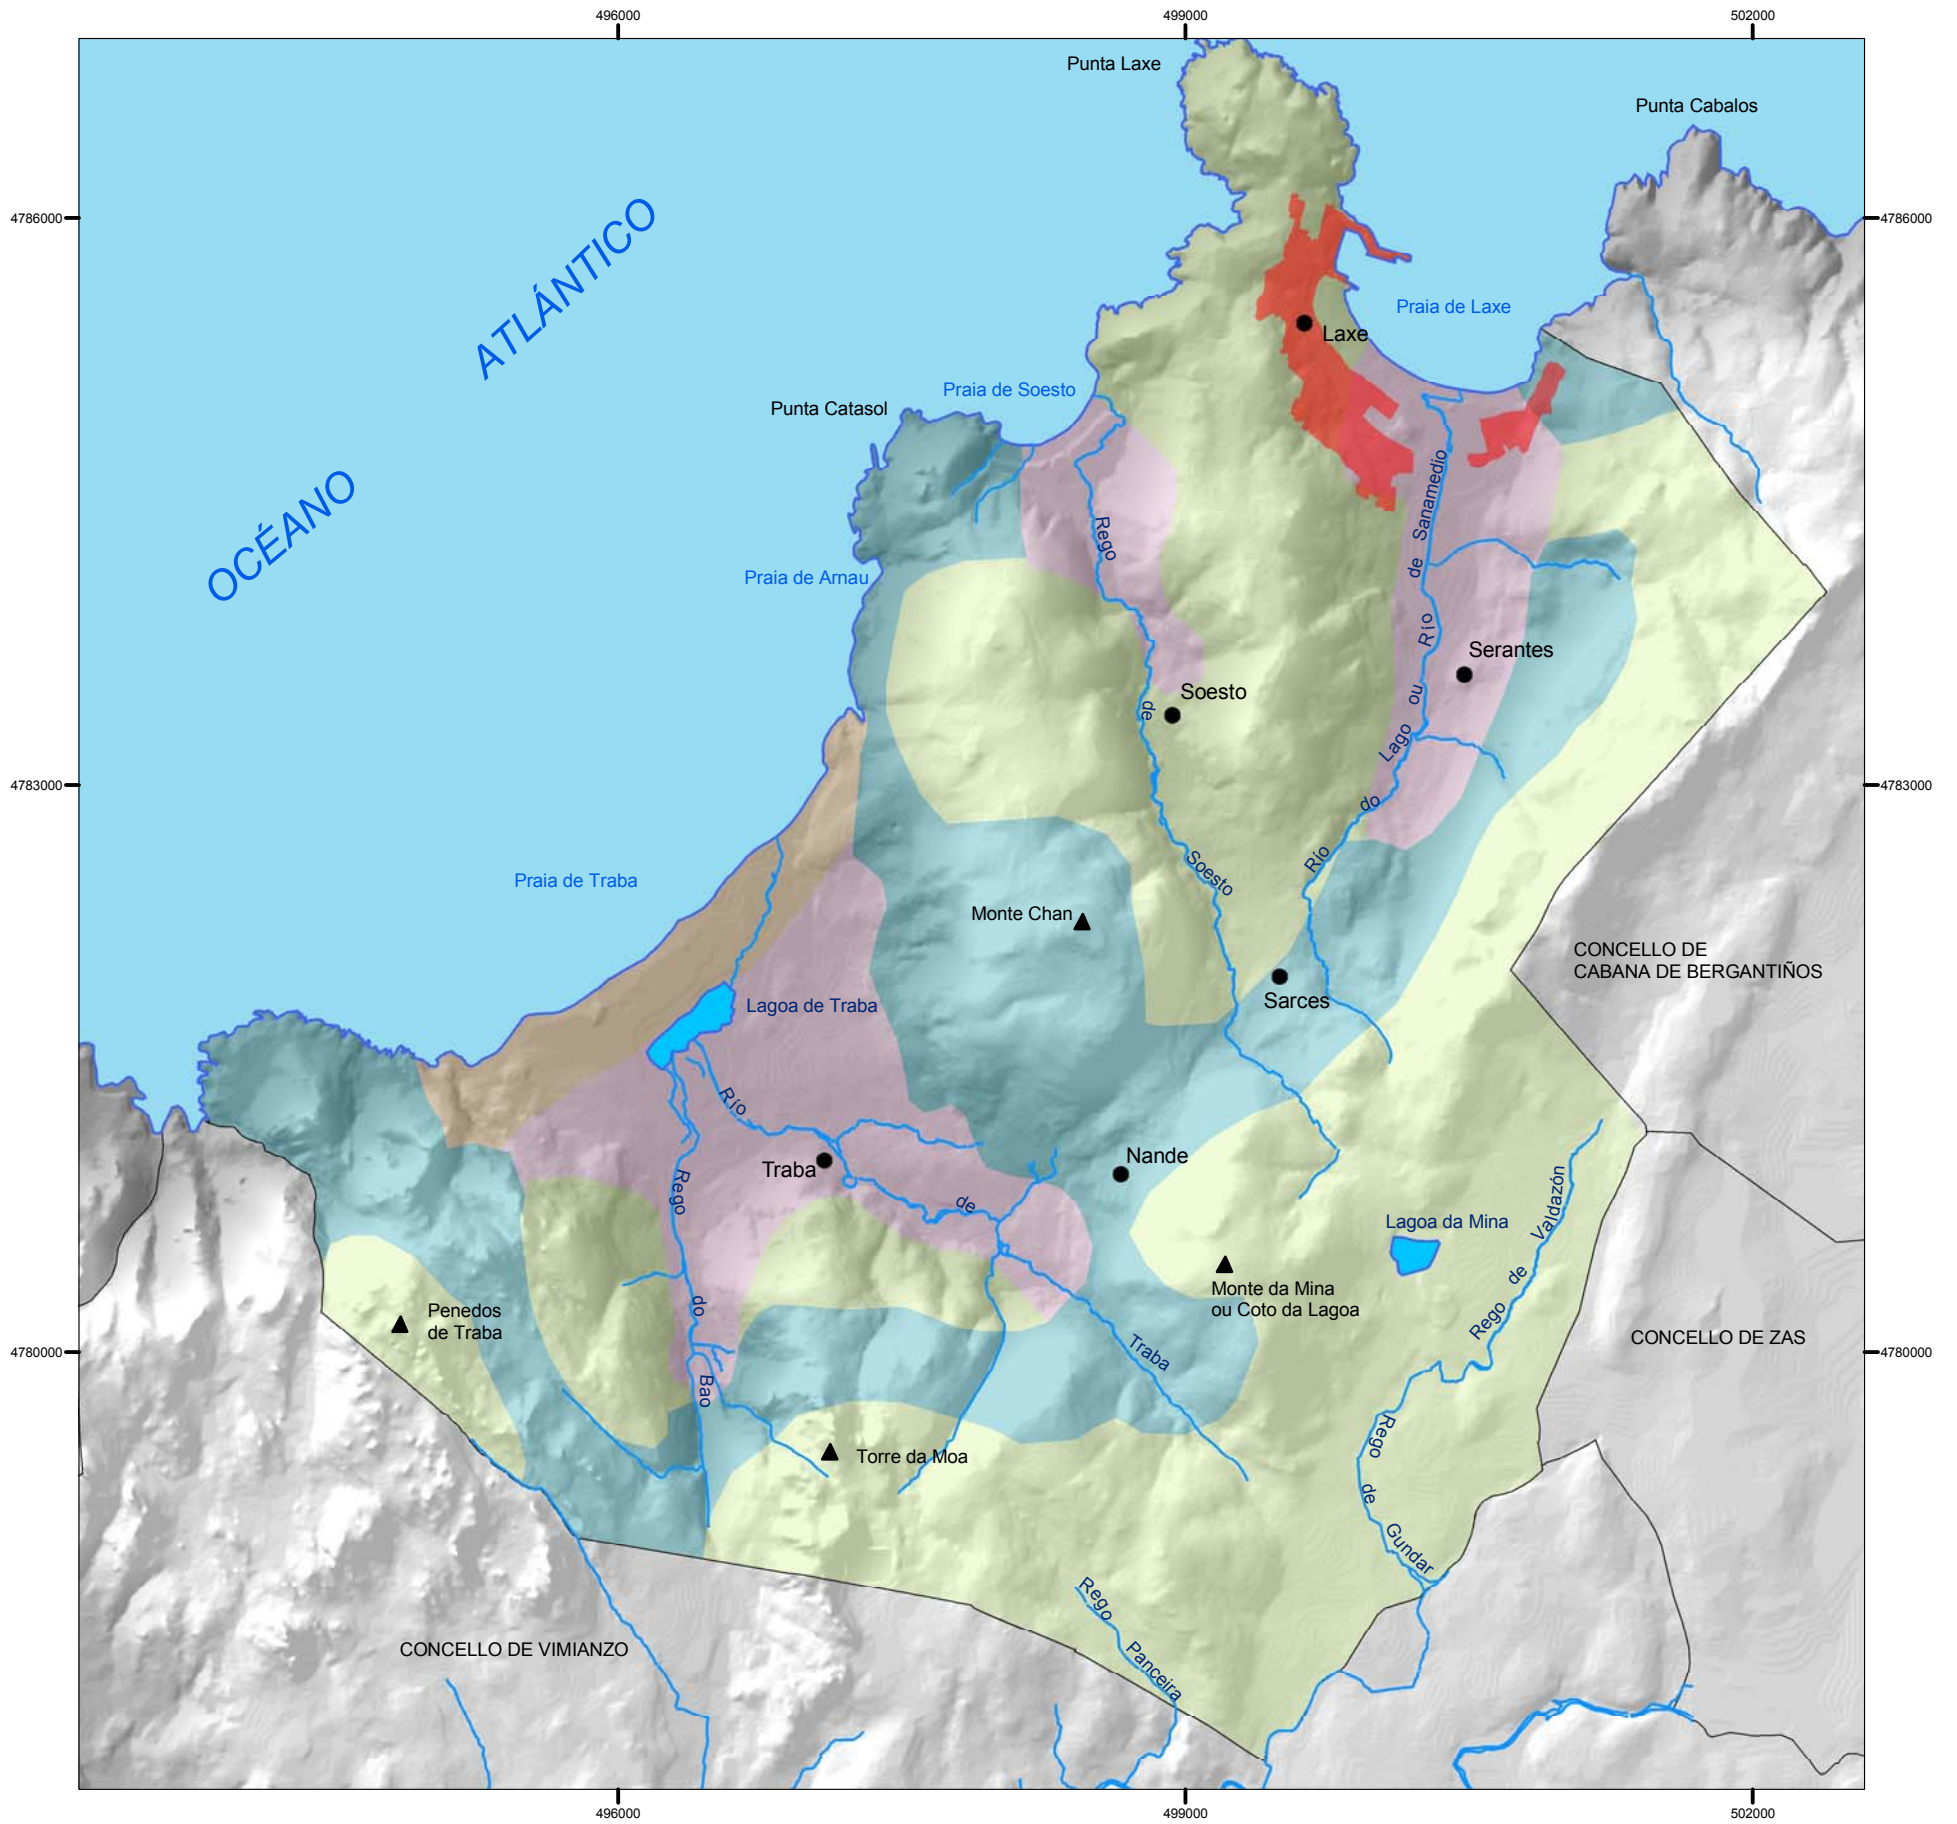 496000
499000
502000
Punta Laxe
Punta Cabalos
4786000
4786000
OCÉANO ATLÁNTICO
Praia de Laxe
Laxe
Praia de Soesto
Punta Catasol
Praia de Arnau
Rego de Soesto
Río do Lago ou Río de Sanamedio
Serantes
Soesto
4783000
4783000
Praia de Traba
Monte Chan
CONCELLO DE
CABANA DE BERGANTIÑOS
Sarces
Lagoa de Traba
Río de Traba
Traba
Nande
Rego do Bao
Lagoa da Mina
Rego de Valdazón
Monte da Mina
ou Coto da Lagoa
Penedos
de Traba
CONCELLO DE ZAS
4780000
4780000
Torre da Moa
Rego de Gundar
Rego Panceira
CONCELLO DE VIMIANZO
496000
499000
502000